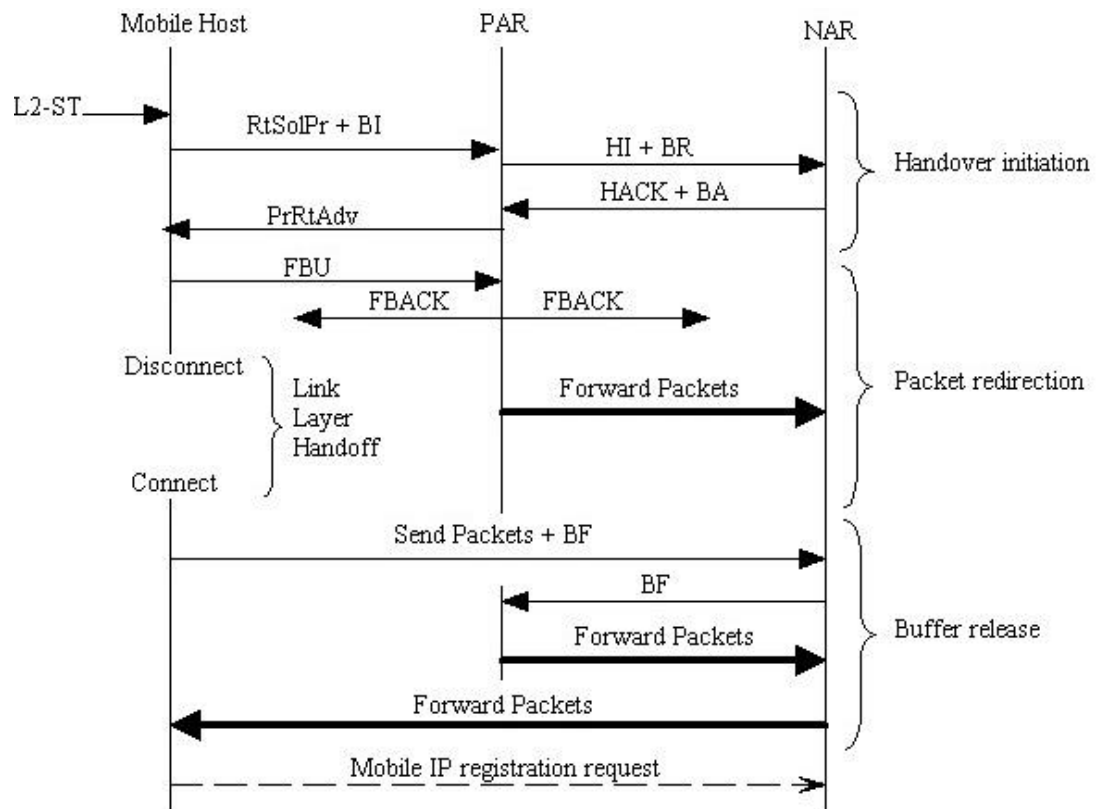 Mobile Host
PAR
NAR
L2-ST
RtSolPr + BI
HI + BR
Handover initiation
HACK + BA
PrRtAdv
FBU
FBACK
FBACK
Disconnect
Link
Layer
Handoff
Forward Packets
Packet redirection
Connect
Send Packets + BF
BF
Forward Packets
Buffer release
Forward Packets
Mobile IP registration request